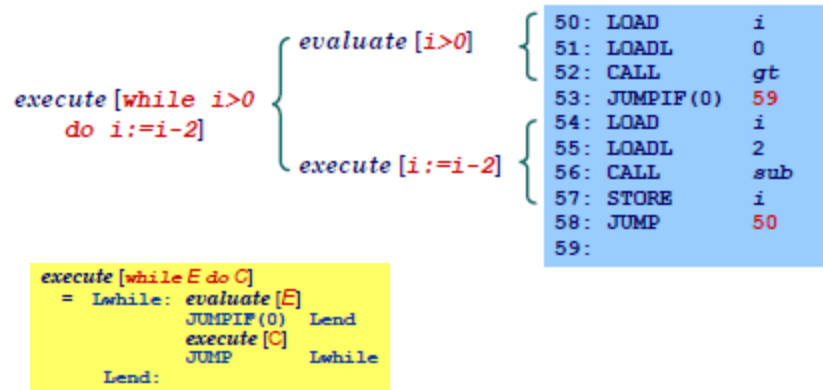 execute [while i>0
do i:=i-2]
evaluate [i>0]
execute [i:=i-2]
50: LOAD i
51: LOADL 0
52: CALL gt
53: JUMPIF(0) 59
54: LOAD i
55: LOADL 2
56: CALL sub
57: STORE i
58: JUMP 50
59:
execute [while E do C]
= Lwhile: evaluate [E]
JUMPIF(0) Lend
execute [C]
JUMP Lwhile
Lend: